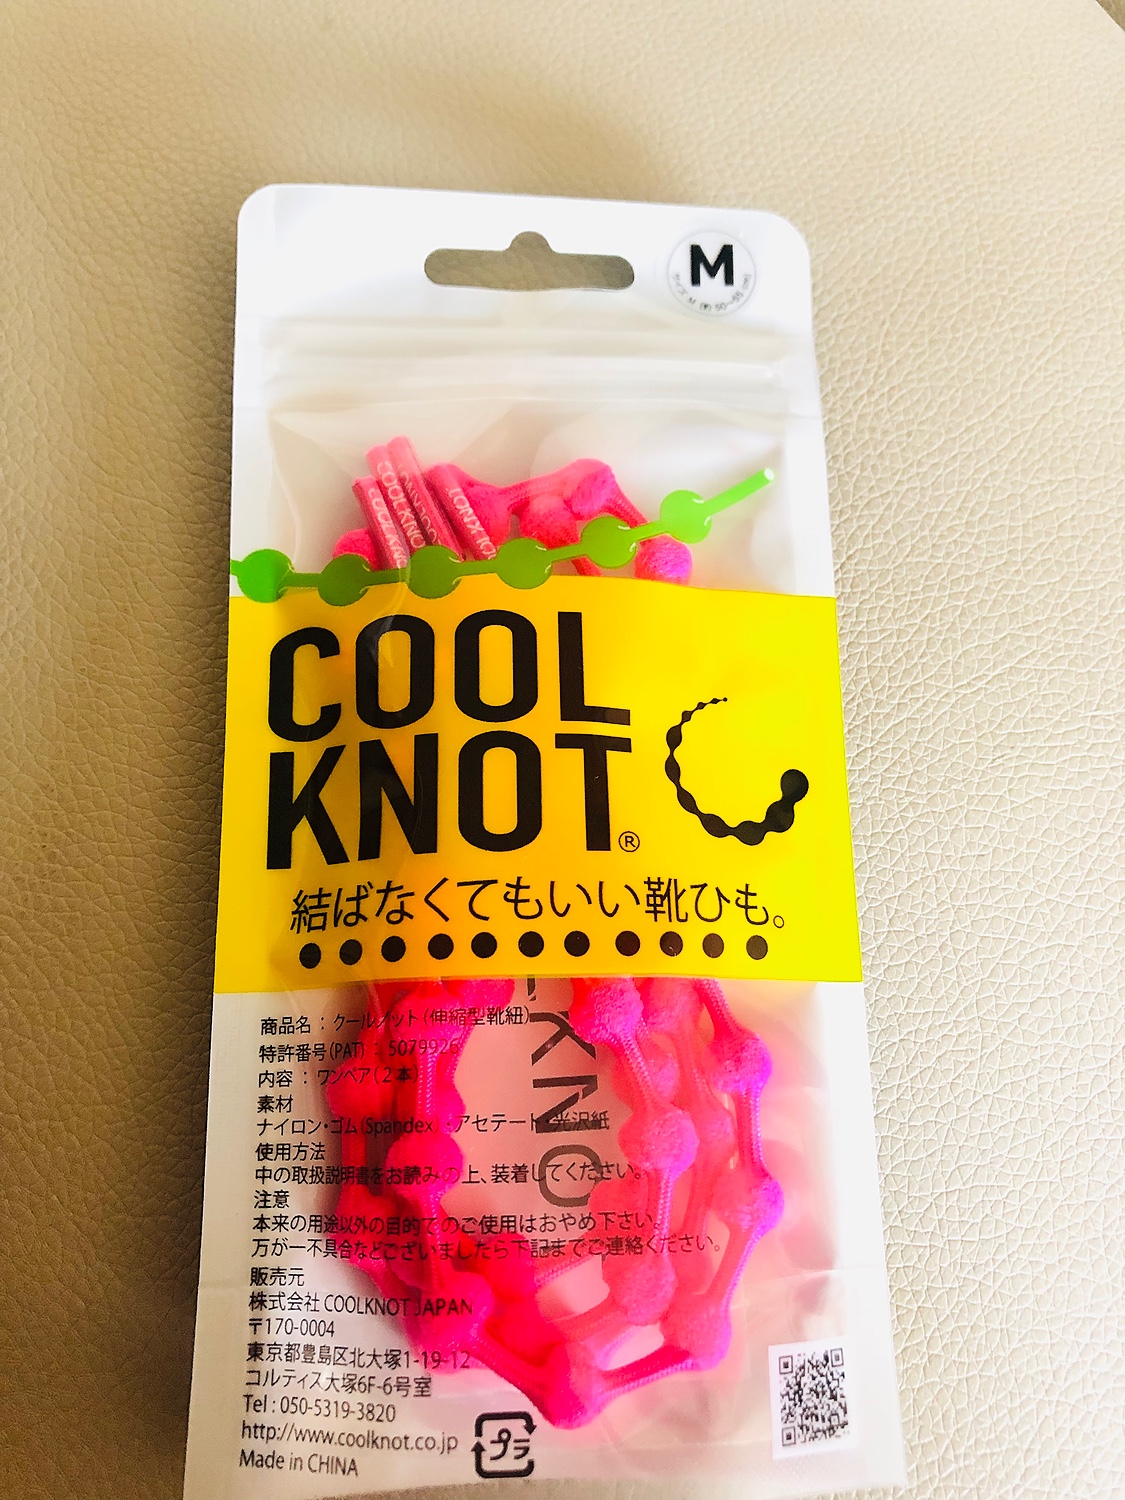 M
サイズ M (約 50~55 cm)
COOLKNOT
COOL
KNOT®
結ばなくてもいい靴ひも。
商品名：クールノット(伸縮型靴紐)
特許番号(PAT)：5079926
内容：ワンペア(2本)
素材
ナイロン・ゴム(Spandex)・アセテート・光沢紙
使用方法
中の取扱説明書をお読みの上、装着してください。
注意
本来の用途以外の目的でのご使用はおやめ下さい。
万が一不具合などございましたら下記までご連絡ください。
販売元
株式会社 COOLKNOT JAPAN
〒170-0004
東京都豊島区北大塚1-19-12
コルティス大塚6F-6号室
Tel : 050-5319-3820
http://www.coolknot.co.jp
Made in CHINA
プラ